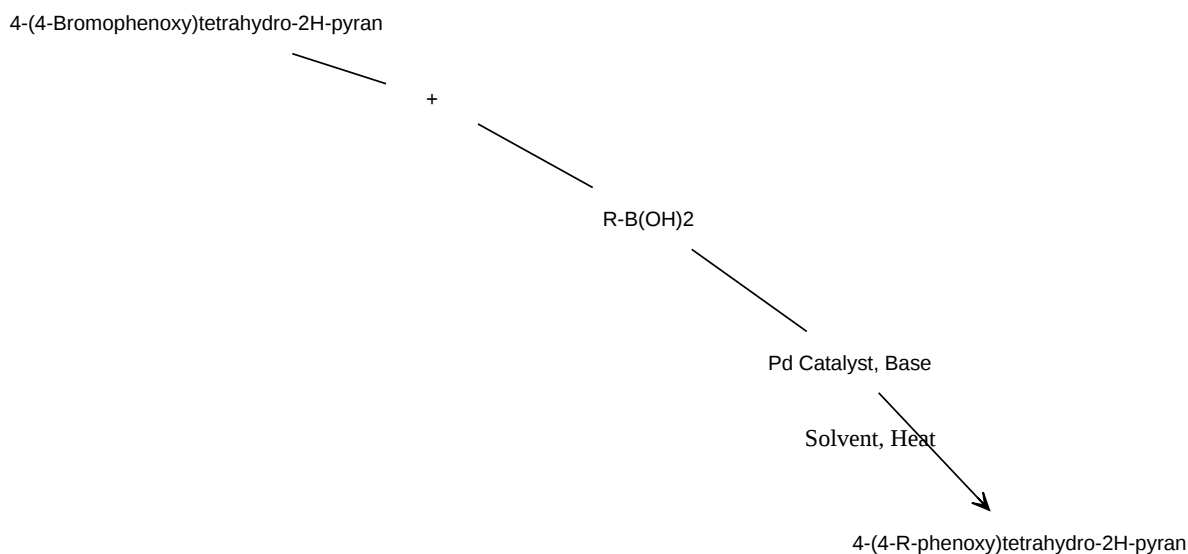 4-(4-Bromophenoxy)tetrahydro-2H-pyran
+
R-B(OH)2
Pd Catalyst, Base
Solvent, Heat
4-(4-R-phenoxy)tetrahydro-2H-pyran